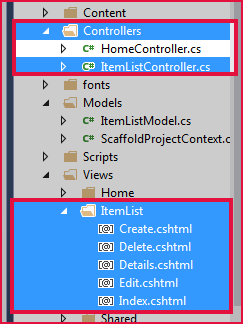 Content
Controllers
C# HomeController.cs
C# ItemListController.cs
fonts
Models
C# ItemListModel.cs
C# ScaffoldProjectContext.c
Scripts
Views
Home
ItemList
[@] Create.cshtml
[@] Delete.cshtml
[@] Details.cshtml
[@] Edit.cshtml
[@] Index.cshtml
Shared